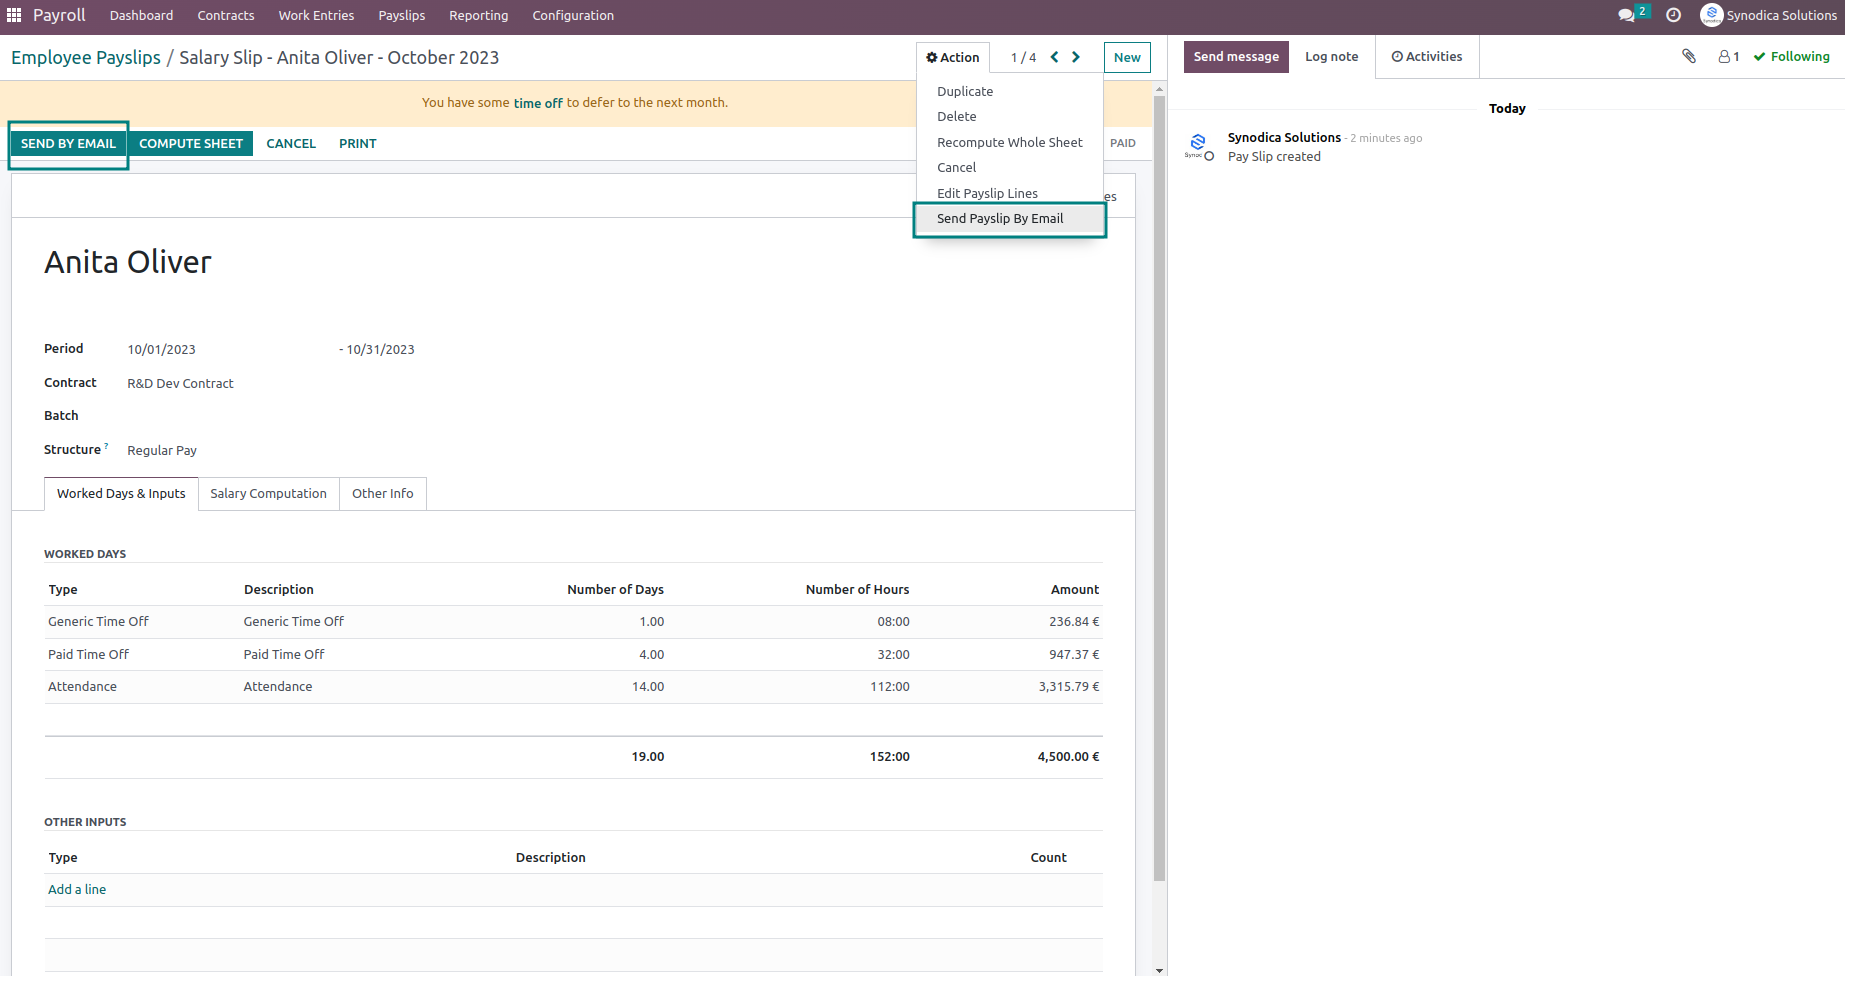 Payroll Dashboard Contracts Work Entries Payslips Reporting Configuration 2 Synodica Solutions
Employee Payslips / Salary Slip - Anita Oliver - October 2023
Action 1 / 4 New
Send message Log note Activities 1 Following
You have some time off to defer to the next month.
SEND BY EMAIL COMPUTE SHEET CANCEL PRINT
PAID
Duplicate
Delete
Recompute Whole Sheet
Cancel
Edit Payslip Lines
Send Payslip By Email
es
Today
Synodica Solutions - 2 minutes ago
Pay Slip created
Anita Oliver
Period 10/01/2023 - 10/31/2023
Contract R&D Dev Contract
Batch
Structure ? Regular Pay
Worked Days & Inputs Salary Computation Other Info
WORKED DAYS
Type Description Number of Days Number of Hours Amount
Generic Time Off Generic Time Off 1.00 08:00 236.84 €
Paid Time Off Paid Time Off 4.00 32:00 947.37 €
Attendance Attendance 14.00 112:00 3,315.79 €
19.00 152:00 4,500.00 €
OTHER INPUTS
Type Description Count
Add a line